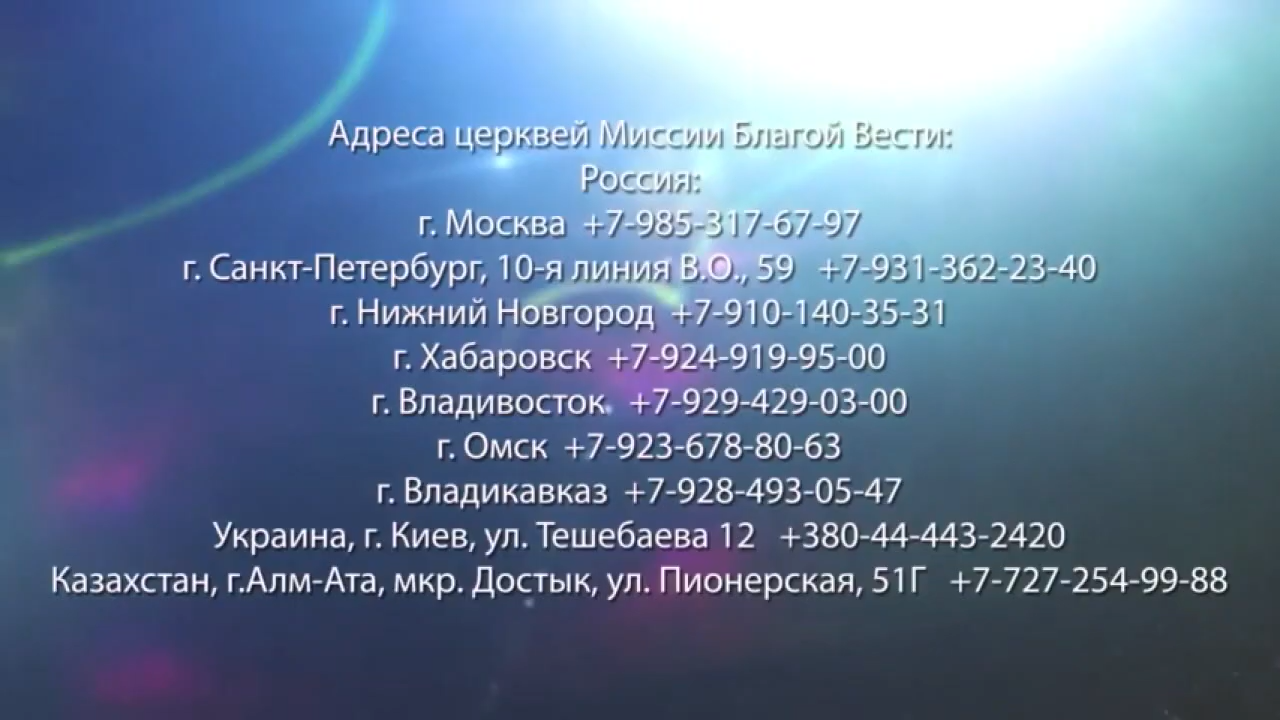 Адреса церквей Миссии Благой Вести:
Россия:
г. Москва +7-985-317-67-97
г. Санкт-Петербург, 10-я линия В.О., 59 +7-931-362-23-40
г. Нижний Новгород +7-910-140-35-31
г. Хабаровск +7-924-919-95-00
г. Владивосток +7-929-429-03-00
г. Омск +7-923-678-80-63
г. Владикавказ +7-928-493-05-47
Украина, г. Киев, ул. Тешебаева 12 +380-44-443-2420
Казахстан, г.Алм-Ата, мкр. Достык, ул. Пионерская, 51Г +7-727-254-99-88